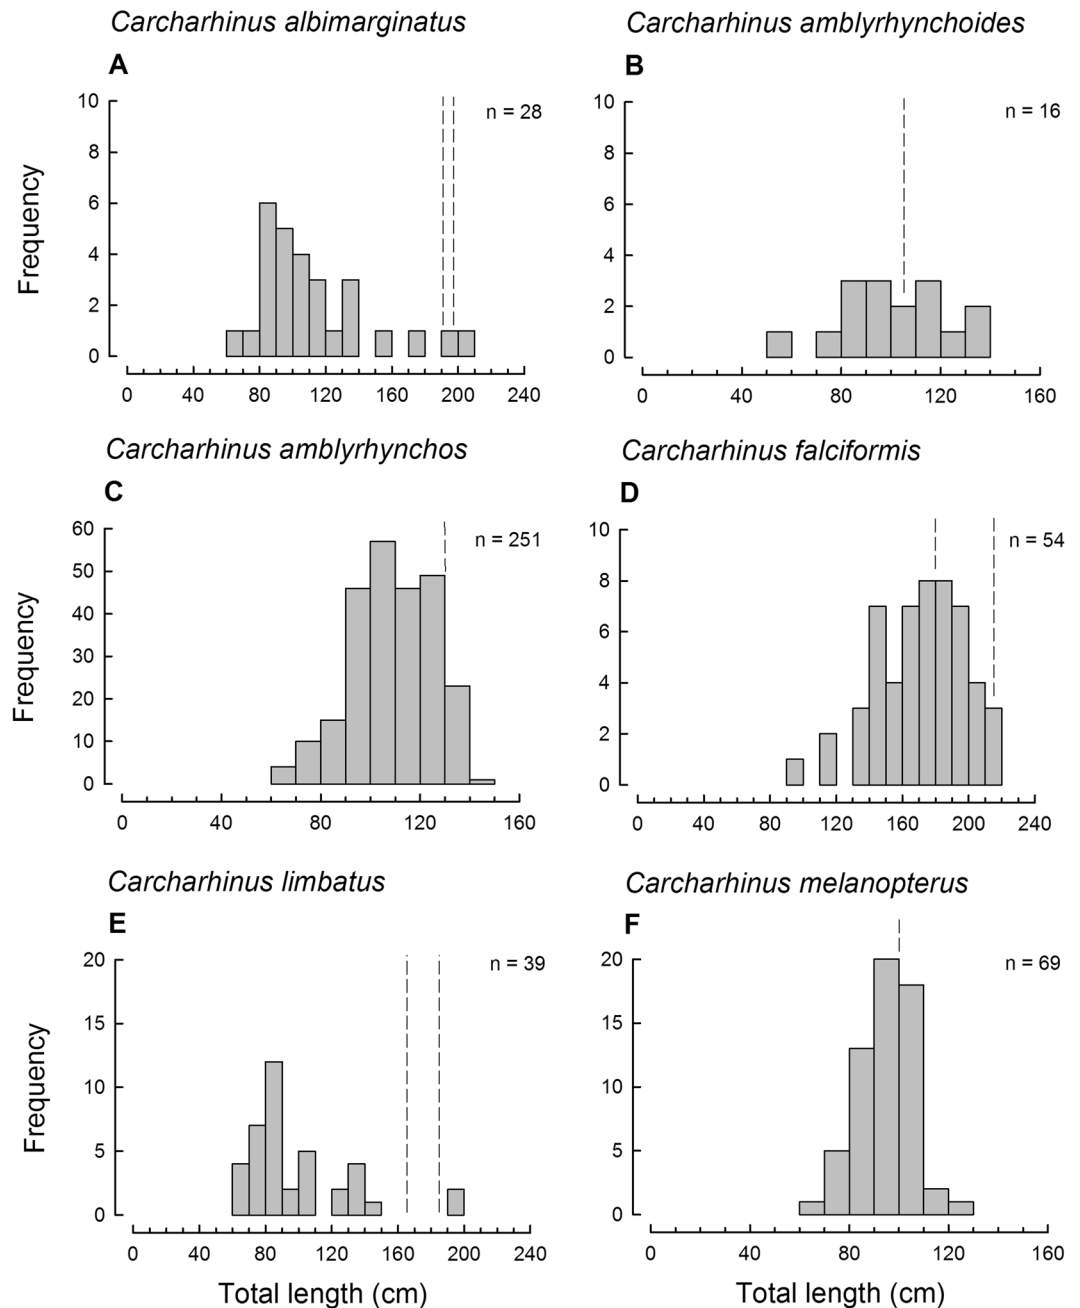 Carcharhinus albimarginatus
A
n = 28
Frequency
10
8
6
4
2
0
0 40 80 120 160 200 240
Carcharhinus amblyrhynchoides
B
n = 16
10
8
6
4
2
0
0 40 80 120 160
Carcharhinus amblyrhynchos
C
n = 251
Frequency
60
50
40
30
20
10
0
0 40 80 120 160
Carcharhinus falciformis
D
n = 54
10
8
6
4
2
0
0 40 80 120 160 200 240
Carcharhinus limbatus
E
n = 39
Frequency
20
15
10
5
0
0 40 80 120 160 200 240
Total length (cm)
Carcharhinus melanopterus
F
n = 69
20
15
10
5
0
0 40 80 120 160
Total length (cm)